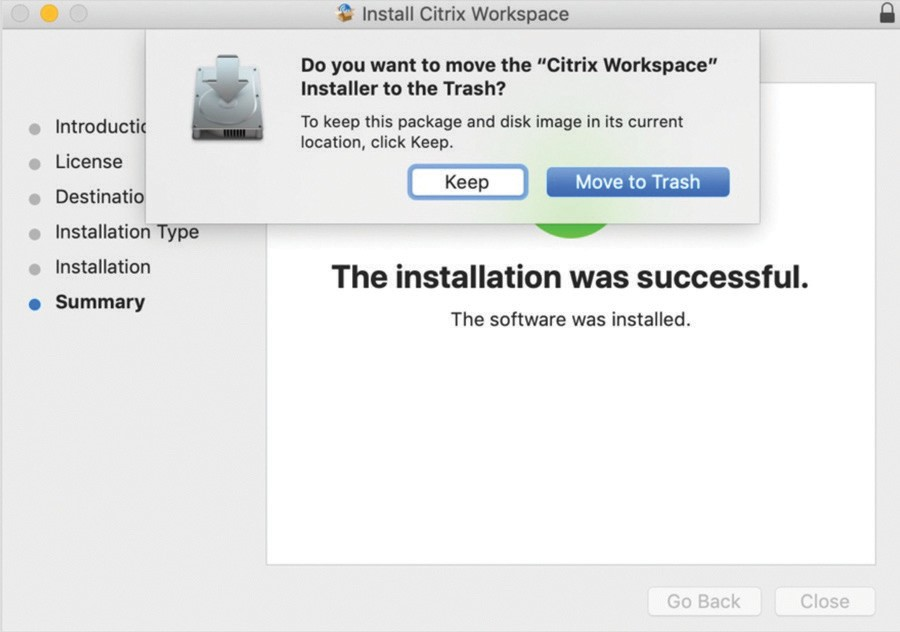 Install Citrix Workspace
Do you want to move the “Citrix Workspace”
Installer to the Trash?
To keep this package and disk image in its current
location, click Keep.
Keep
Move to Trash
Introductio
License
Destinatio
Installation Type
Installation
Summary
The installation was successful.
The software was installed.
Go Back
Close